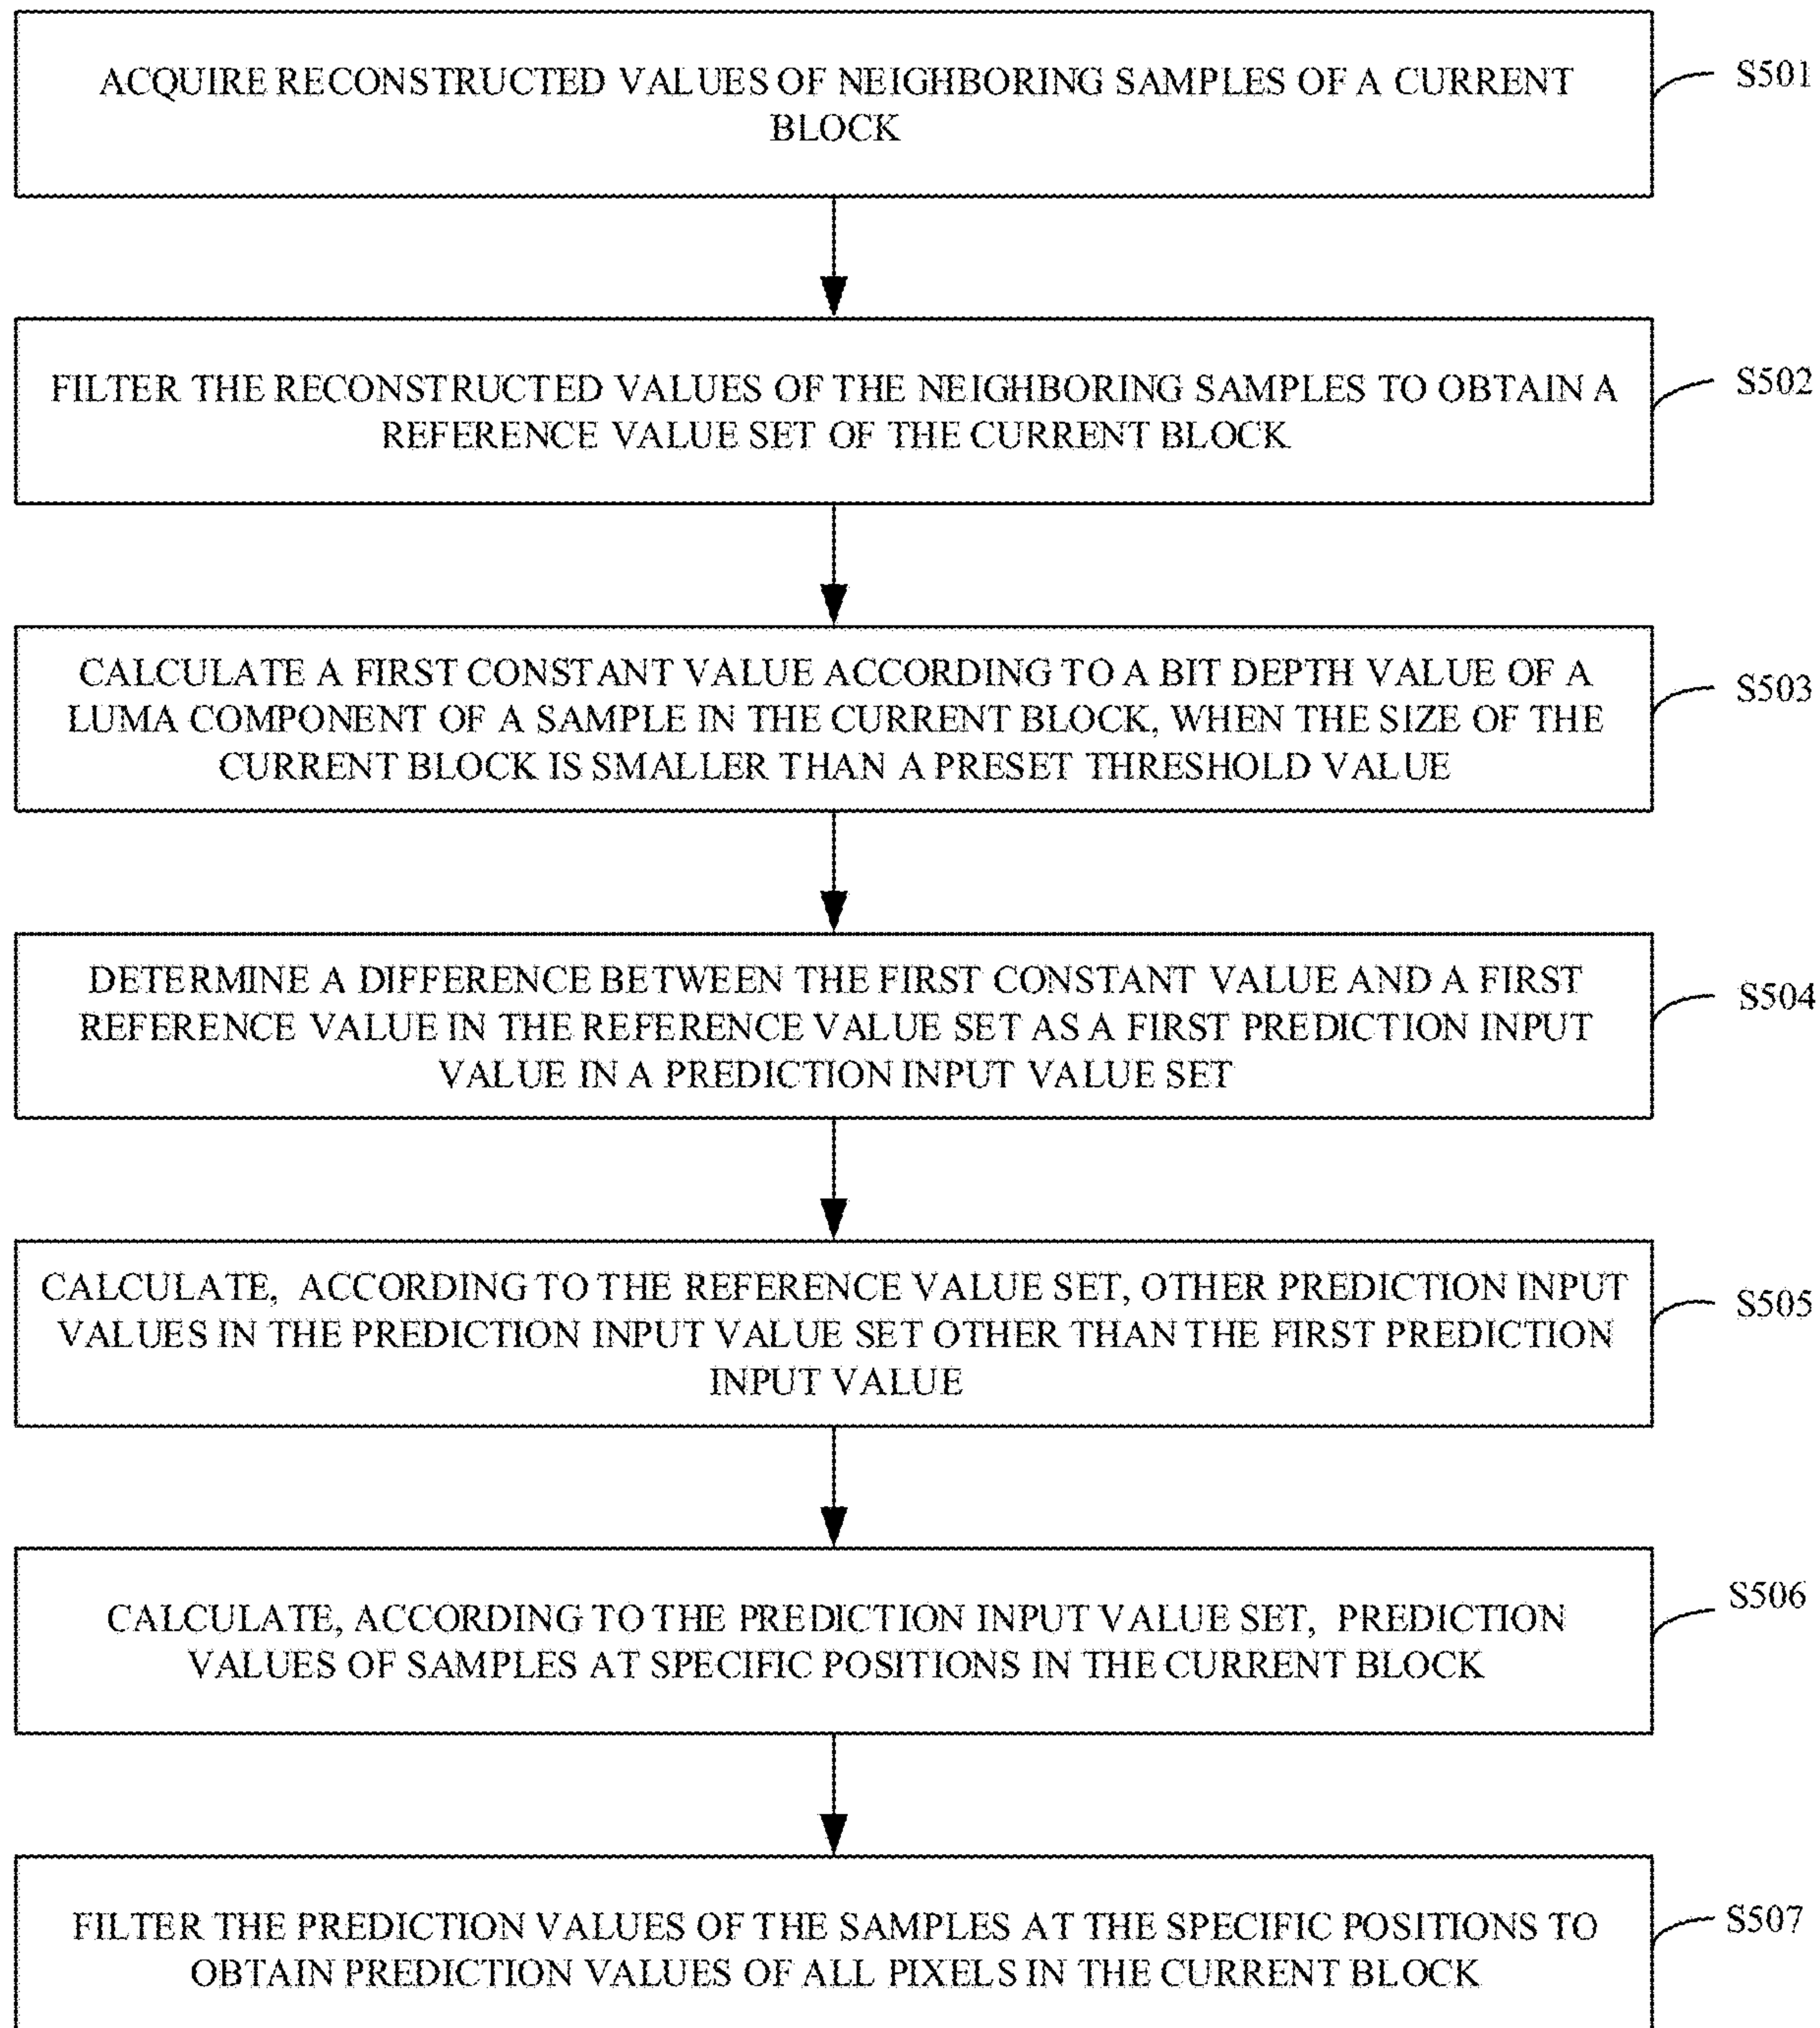 ACQUIRE RECONSTRUCTED VALUES OF NEIGHBORING SAMPLES OF A CURRENT
BLOCK
S501
FILTER THE RECONSTRUCTED VALUES OF THE NEIGHBORING SAMPLES TO OBTAIN A
REFERENCE VALUE SET OF THE CURRENT BLOCK
S502
CALCULATE A FIRST CONSTANT VALUE ACCORDING TO A BIT DEPTH VALUE OF A
LUMA COMPONENT OF A SAMPLE IN THE CURRENT BLOCK, WHEN THE SIZE OF THE
CURRENT BLOCK IS SMALLER THAN A PRESET THRESHOLD VALUE
S503
DETERMINE A DIFFERENCE BETWEEN THE FIRST CONSTANT VALUE AND A FIRST
REFERENCE VALUE IN THE REFERENCE VALUE SET AS A FIRST PREDICTION INPUT
VALUE IN A PREDICTION INPUT VALUE SET
S504
CALCULATE, ACCORDING TO THE REFERENCE VALUE SET, OTHER PREDICTION INPUT
VALUES IN THE PREDICTION INPUT VALUE SET OTHER THAN THE FIRST PREDICTION
INPUT VALUE
S505
CALCULATE, ACCORDING TO THE PREDICTION INPUT VALUE SET, PREDICTION
VALUES OF SAMPLES AT SPECIFIC POSITIONS IN THE CURRENT BLOCK
S506
FILTER THE PREDICTION VALUES OF THE SAMPLES AT THE SPECIFIC POSITIONS TO
OBTAIN PREDICTION VALUES OF ALL PIXELS IN THE CURRENT BLOCK
S507